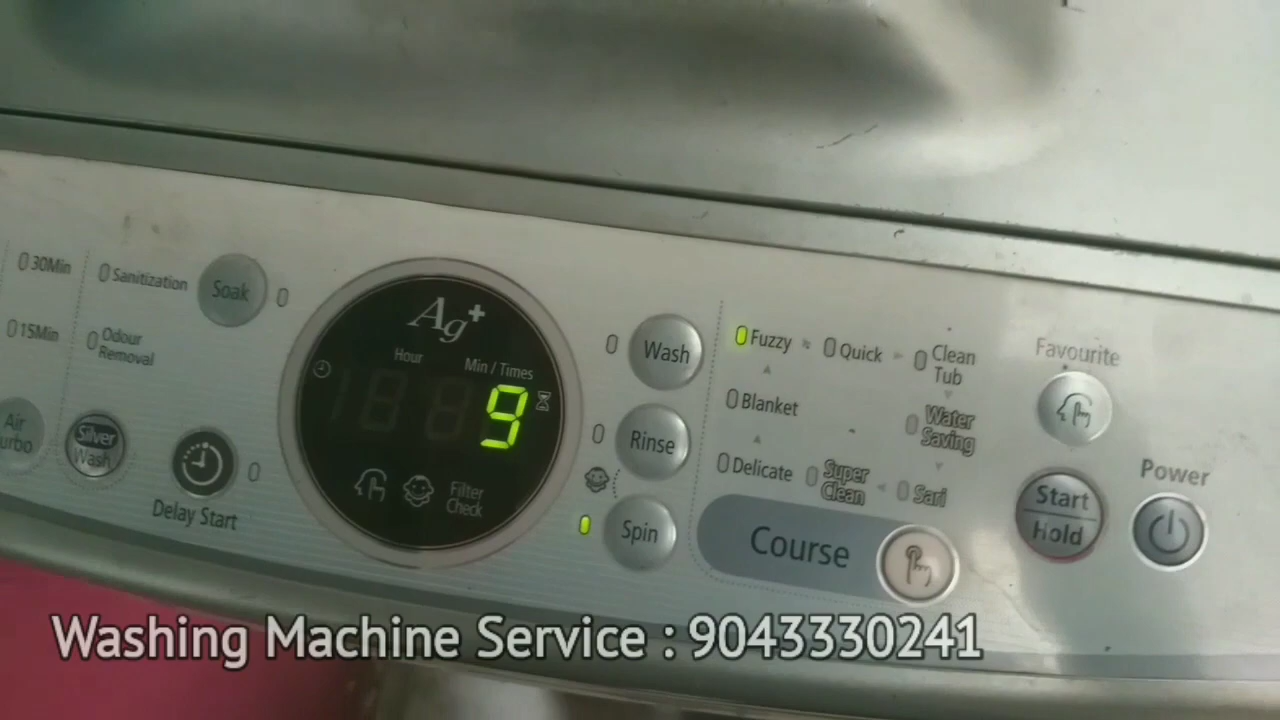 30Min
15Min
Sanitization
Odour
Removal
Soak
Air
Silver
Wash
Delay Start
Ag+
Hour
Min / Times
9
Filter
Check
Wash
Rinse
Spin
Fuzzy
Quick
Clean
Tub
Blanket
Water
Saving
Delicate
Super
Clean
Sari
Course
Favourite
Start
Hold
Power
Washing Machine Service : 9043330241